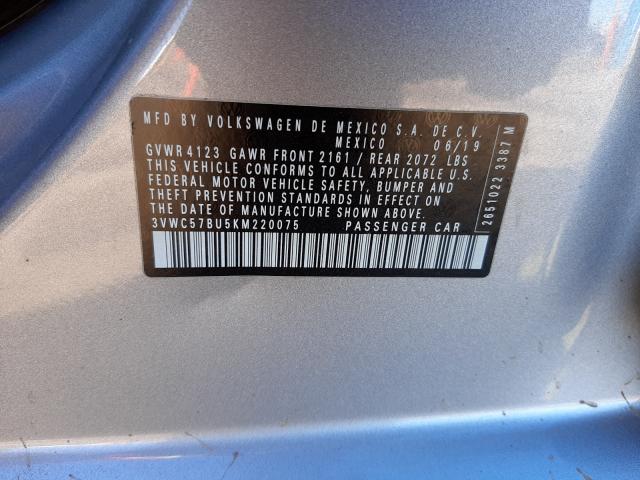 MFD BY VOLKSWAGEN DE MEXICO S.A. DE C.V.
MEXICO 06/19
GVWR 4123 GAWR FRONT 2161 / REAR 2072 LBS
THIS VEHICLE CONFORMS TO ALL APPLICABLE U.S.
FEDERAL MOTOR VEHICLE SAFETY, BUMPER AND
THEFT PREVENTION STANDARDS IN EFFECT ON
THE DATE OF MANUFACTURE SHOWN ABOVE
3VWC57BU5KM220075 PASSENGER CAR
2651022 3387 M